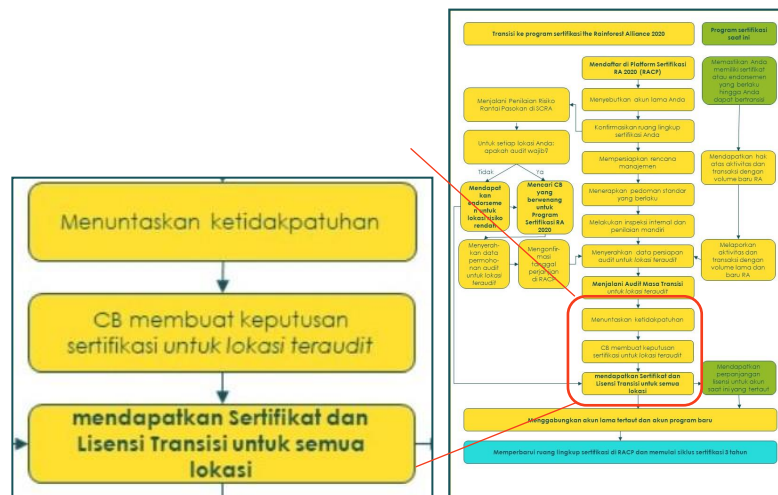 Menuntaskan ketidakpatuhan
CB membuat keputusan
sertifikasi untuk lokasi teraudit
mendapatkan Sertifikat dan
Lisensi Transisi untuk semua
lokasi
Transisi ke program sertifikasi the Rainforest Alliance 2020
Program sertifikasi
saat ini
Mendaftar di Platform Sertifikasi
RA 2020 (RACP)
Memastikan Anda
memiliki sertifikat
atau endorsemen
yang berlaku
hingga Anda
dapat bertransisi
Menjalani Penilaian Risiko
Rantai Pasokan di SCRA
Menyebutkan akun lama Anda
Konfirmasikan ruang lingkup
sertifikasi Anda
Untuk setiap lokasi Anda:
apakah audit wajib?
Mempersiapkan rencana
manajemen
Mendapatkan hak
atas aktivitas dan
transaksi dengan
volume baru RA
Tidak
Ya
Mendapat
kan
endorseme
n untuk
lokasi risiko
rendah
Mencari CB
yang
berwenang
untuk
Program
Sertifikasi RA
2020
Menerapkan pedoman standar
yang berlaku
Melakukan inspeksi internal dan
penilaian mandiri
Menyerah-
kan data
permoho-
nan audit
untuk lokasi
teraudit
Mengonfir-
masi
tanggal
perjanjian
di RACP
Menyerahkan data persiapan
audit untuk lokasi teraudit
Melaporkan
aktivitas dan
transaksi dengan
volume lama dan
baru RA
Menjalani Audit Masa Transisi
untuk lokasi teraudit
Menuntaskan ketidakpatuhan
CB membuat keputusan
sertifikasi untuk lokasi teraudit
mendapatkan Sertifikat dan
Lisensi Transisi untuk semua
lokasi
Mendapatkan
perpanjangan
lisensi untuk akun
saat ini yang tertaut
Menggabungkan akun lama tertaut dan akun program baru
Memperbarui ruang lingkup sertifikasi di RACP dan memulai siklus sertifikasi 3 tahun